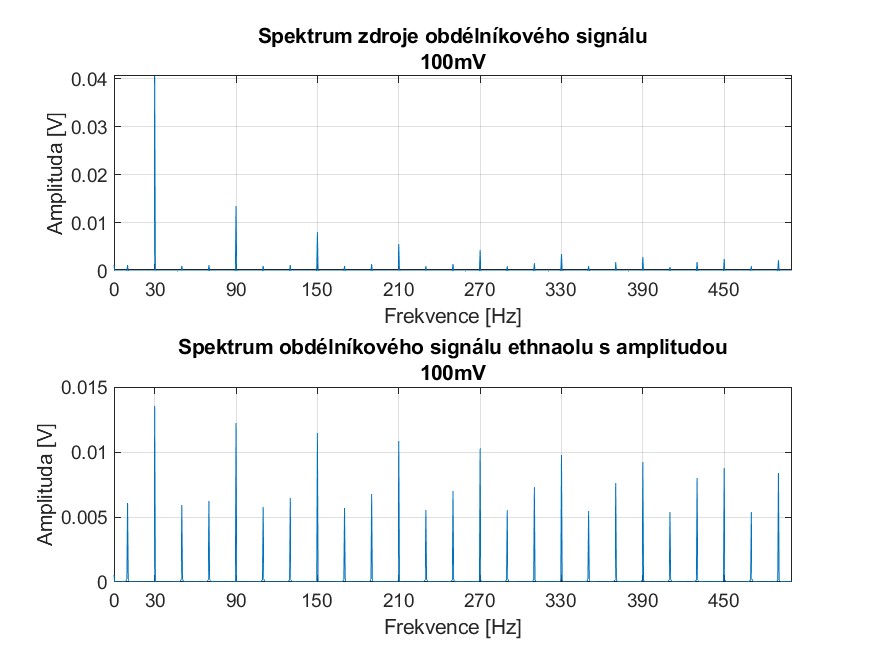 Spektrum zdroje obdélníkového signálu
100mV
0.04
0.03
0.02
0.01
0
Amplituda [V]
0 30 90 150 210 270 330 390 450
Frekvence [Hz]
Spektrum obdélníkového signálu ethnaolu s amplitudou
100mV
0.015
0.01
0.005
0
Amplituda [V]
0 30 90 150 210 270 330 390 450
Frekvence [Hz]